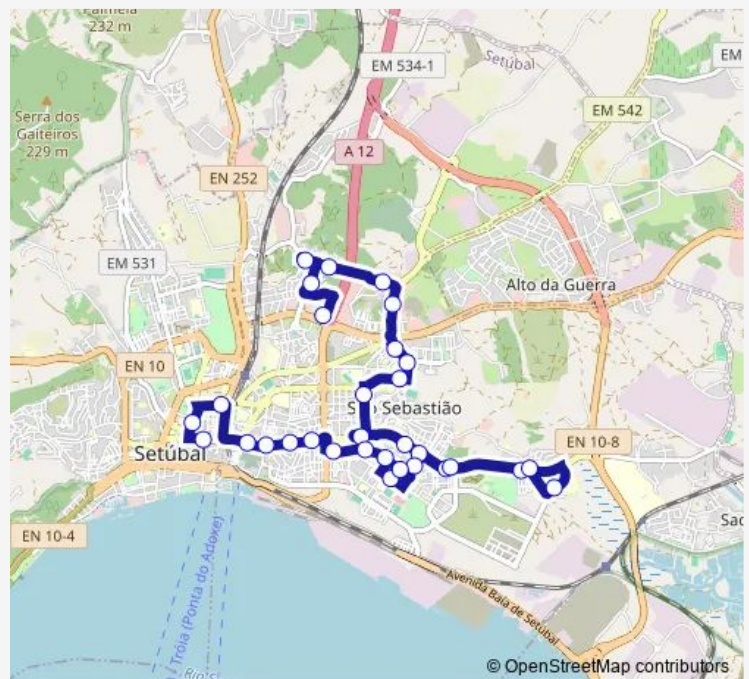 Palmela
232 m
EM 534-1
Setúbal
EM
Serra dos
Gaiteiros
229 m
EM 542
A 12
EN 252
EM 531
Alto da Guerra
EN 10
São Sebastião
EN 10-8
Setúbal
Sac
EN 10-4
Avenida Baía de Setúbal
Tróia (Ponta do Adoxe)
Rio S
© OpenStreetMap contributors